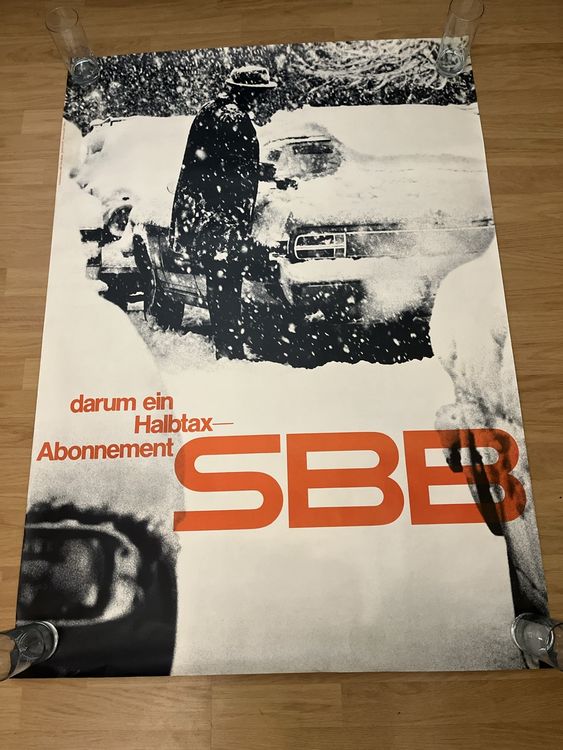 darum ein
Halbtax—
Abonnement
SBB